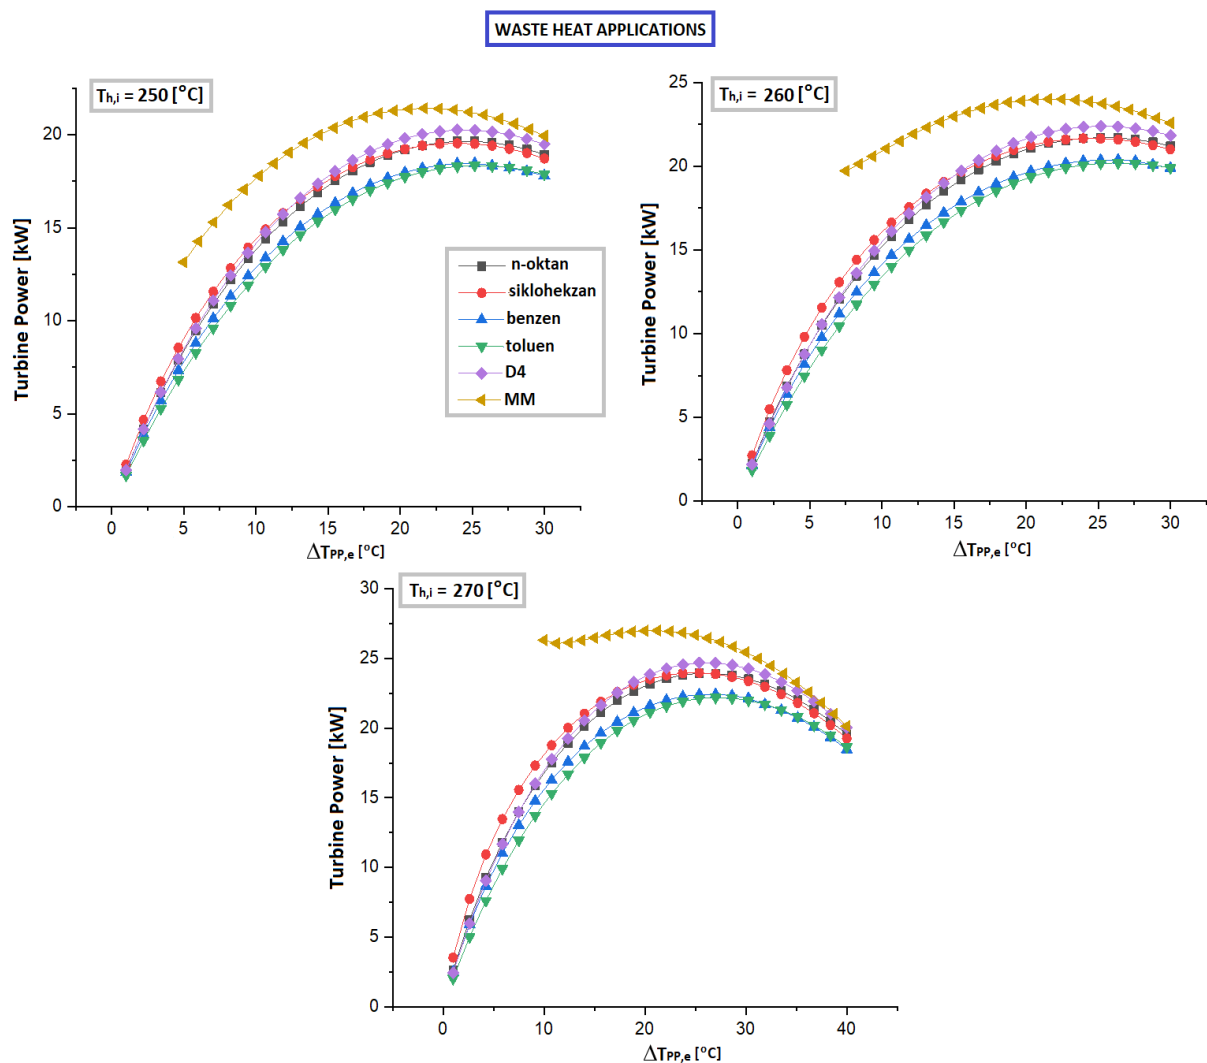 WASTE HEAT APPLICATIONS
Th,i = 250 [°C]
Turbine Power [kW]
20
15
10
5
0
0 5 10 15 20 25 30
ΔTPP,e [°C]
n-oktan
siklohekzan
benzen
toluen
D4
MM
Th,i = 260 [°C]
Turbine Power [kW]
25
20
15
10
5
0
0 5 10 15 20 25 30
ΔTPP,e [°C]
Th,i = 270 [°C]
Turbine Power [kW]
30
25
20
15
10
5
0
0 10 20 30 40
ΔTPP,e [°C]